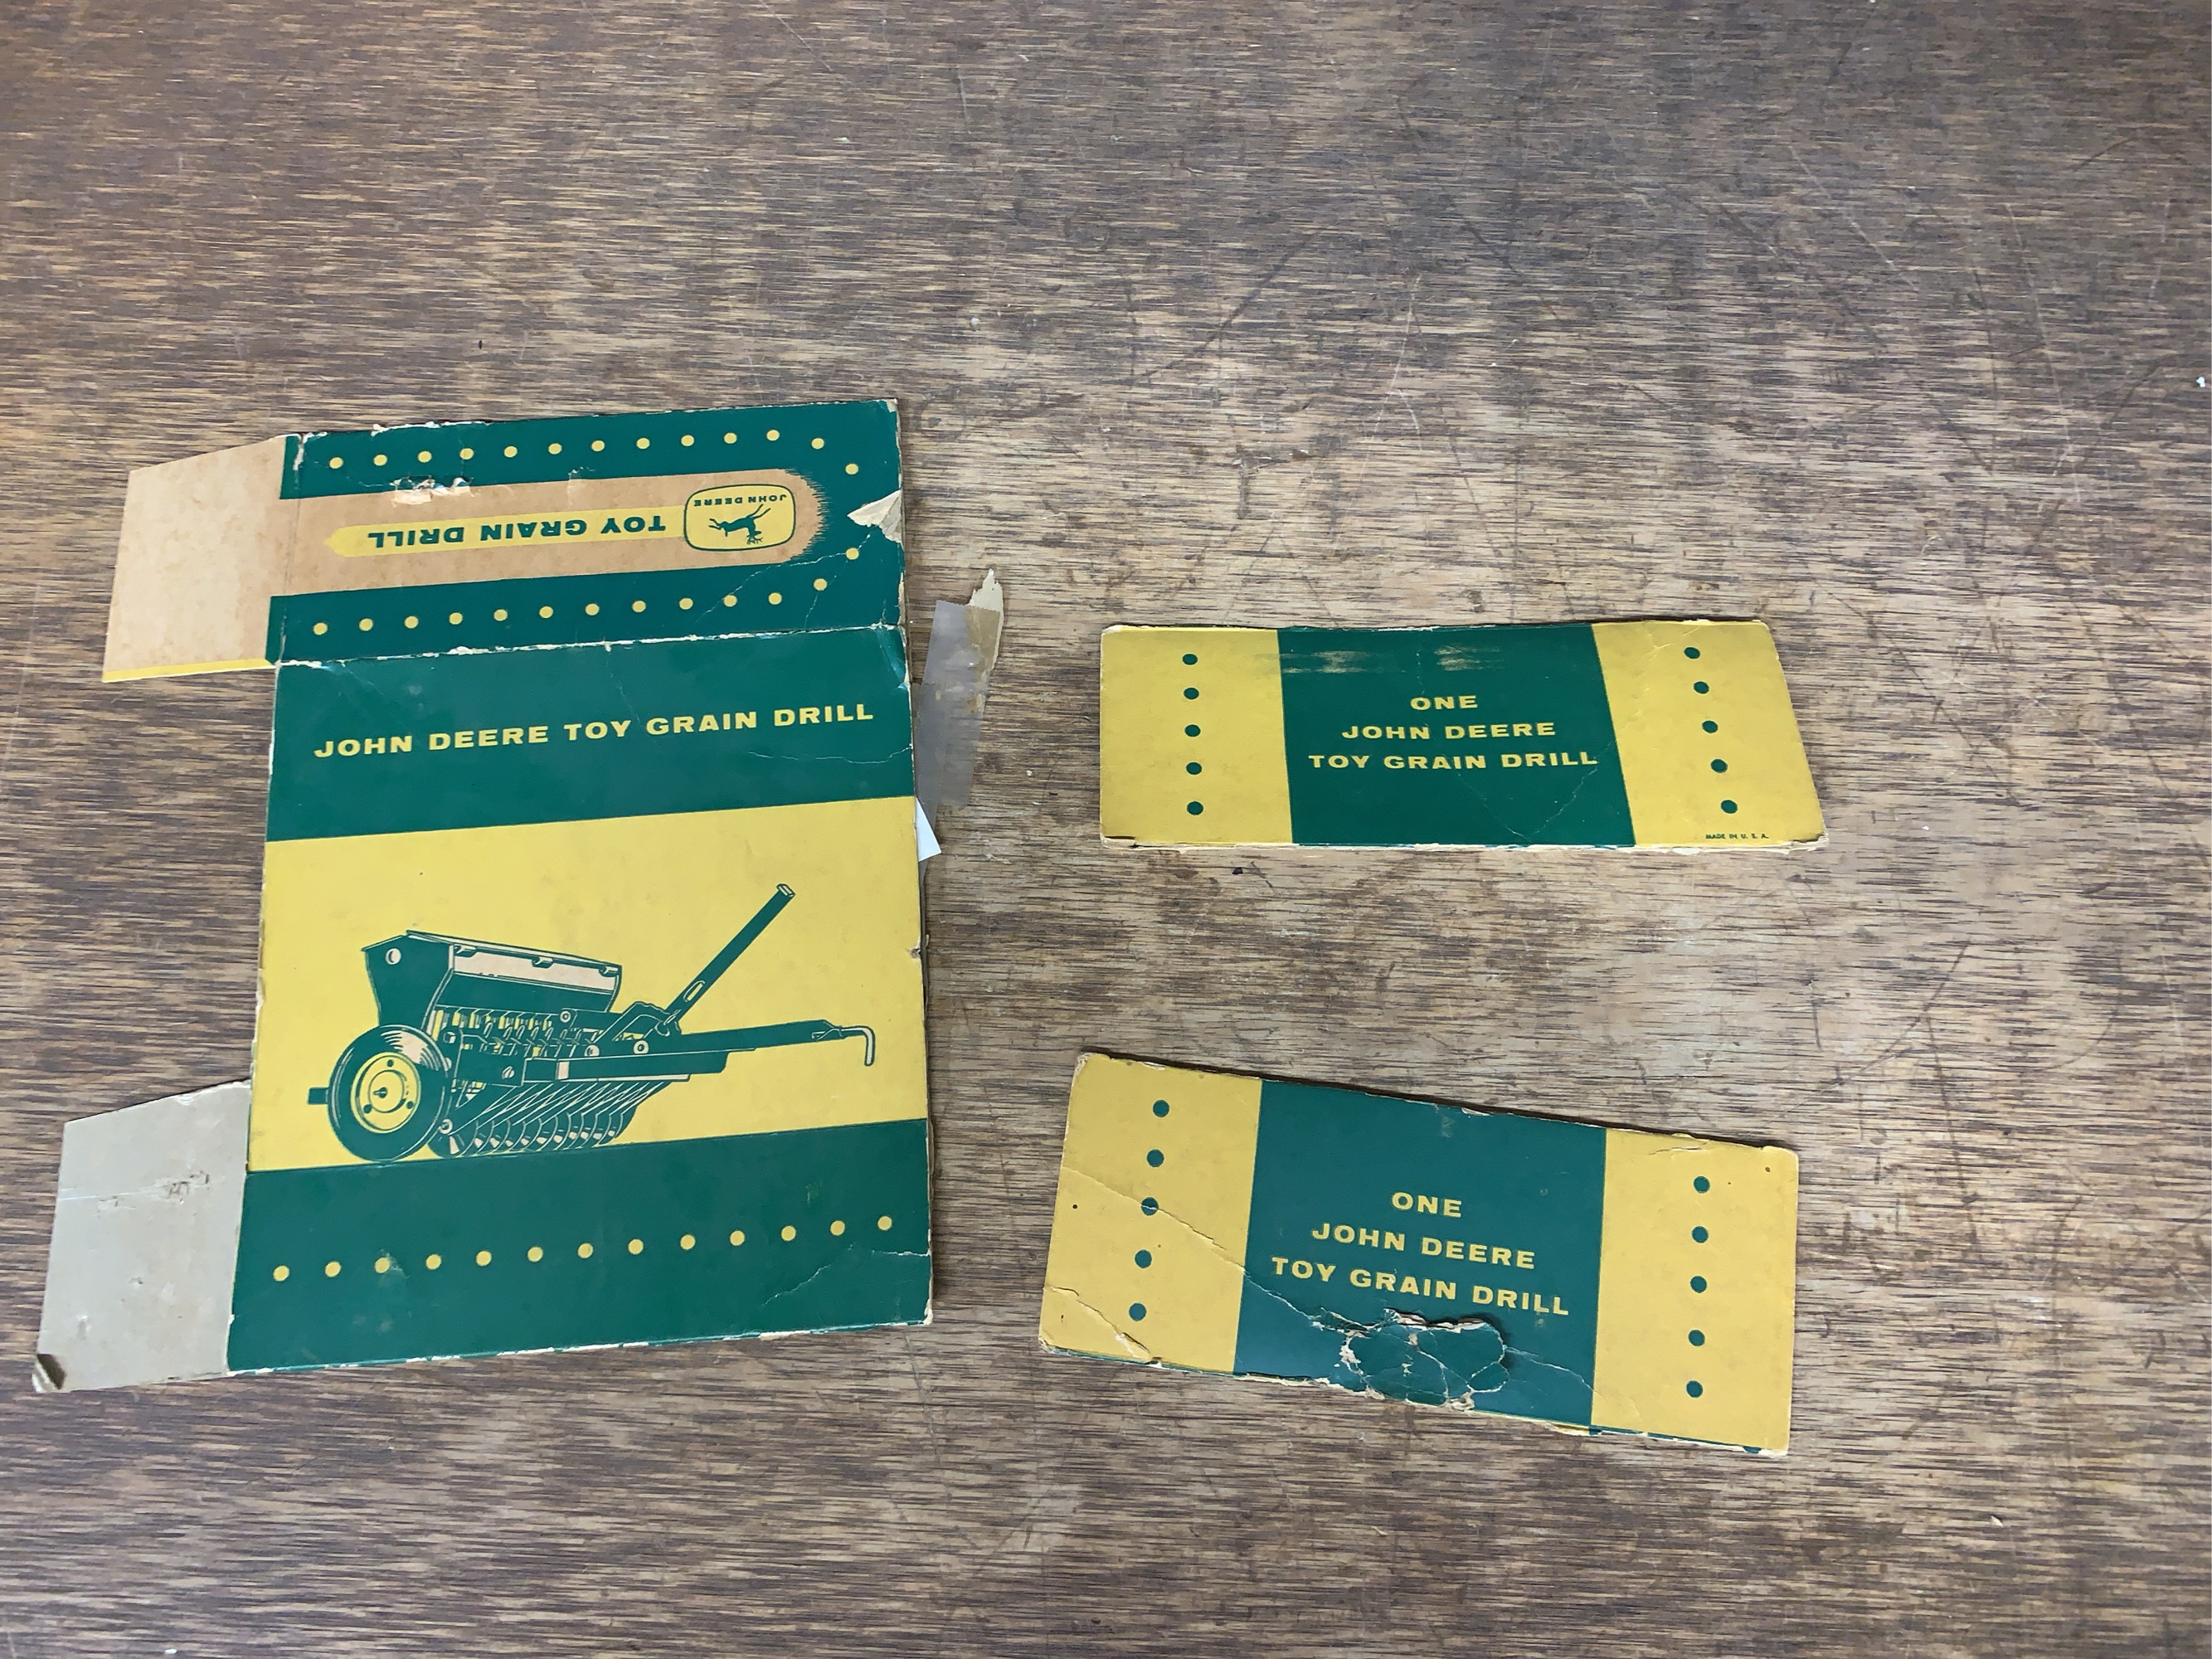 JOHN DEERE
TOY GRAIN DRILL
JOHN DEERE TOY GRAIN DRILL
ONE
JOHN DEERE
TOY GRAIN DRILL
MADE IN U. S. A.
ONE
JOHN DEERE
TOY GRAIN DRILL